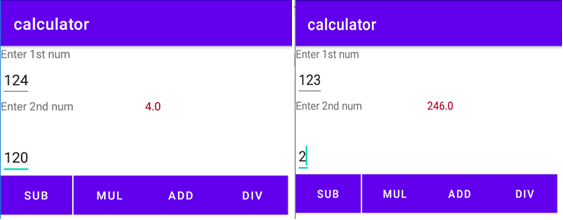 calculator
Enter 1st num
124
Enter 2nd num 4.0
120
SUB MUL ADD DIV
calculator
Enter 1st num
123
Enter 2nd num 246.0
2
SUB MUL ADD DIV